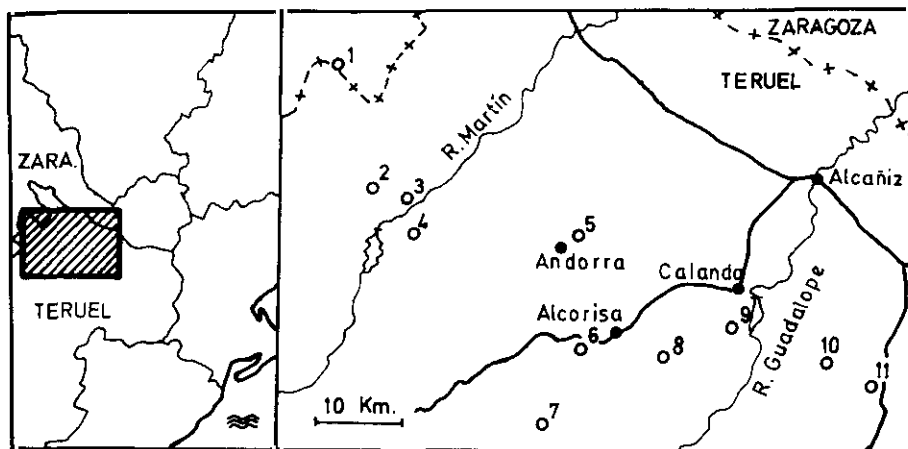 ZARA.
TERUEL
ZARAGOZA
TERUEL
R. Martín
1
2
3
4
5
Andorra
Alcañiz
Calanda
Alcorisa
6
7
8
9
R. Guadalope
10
11
10 Km.